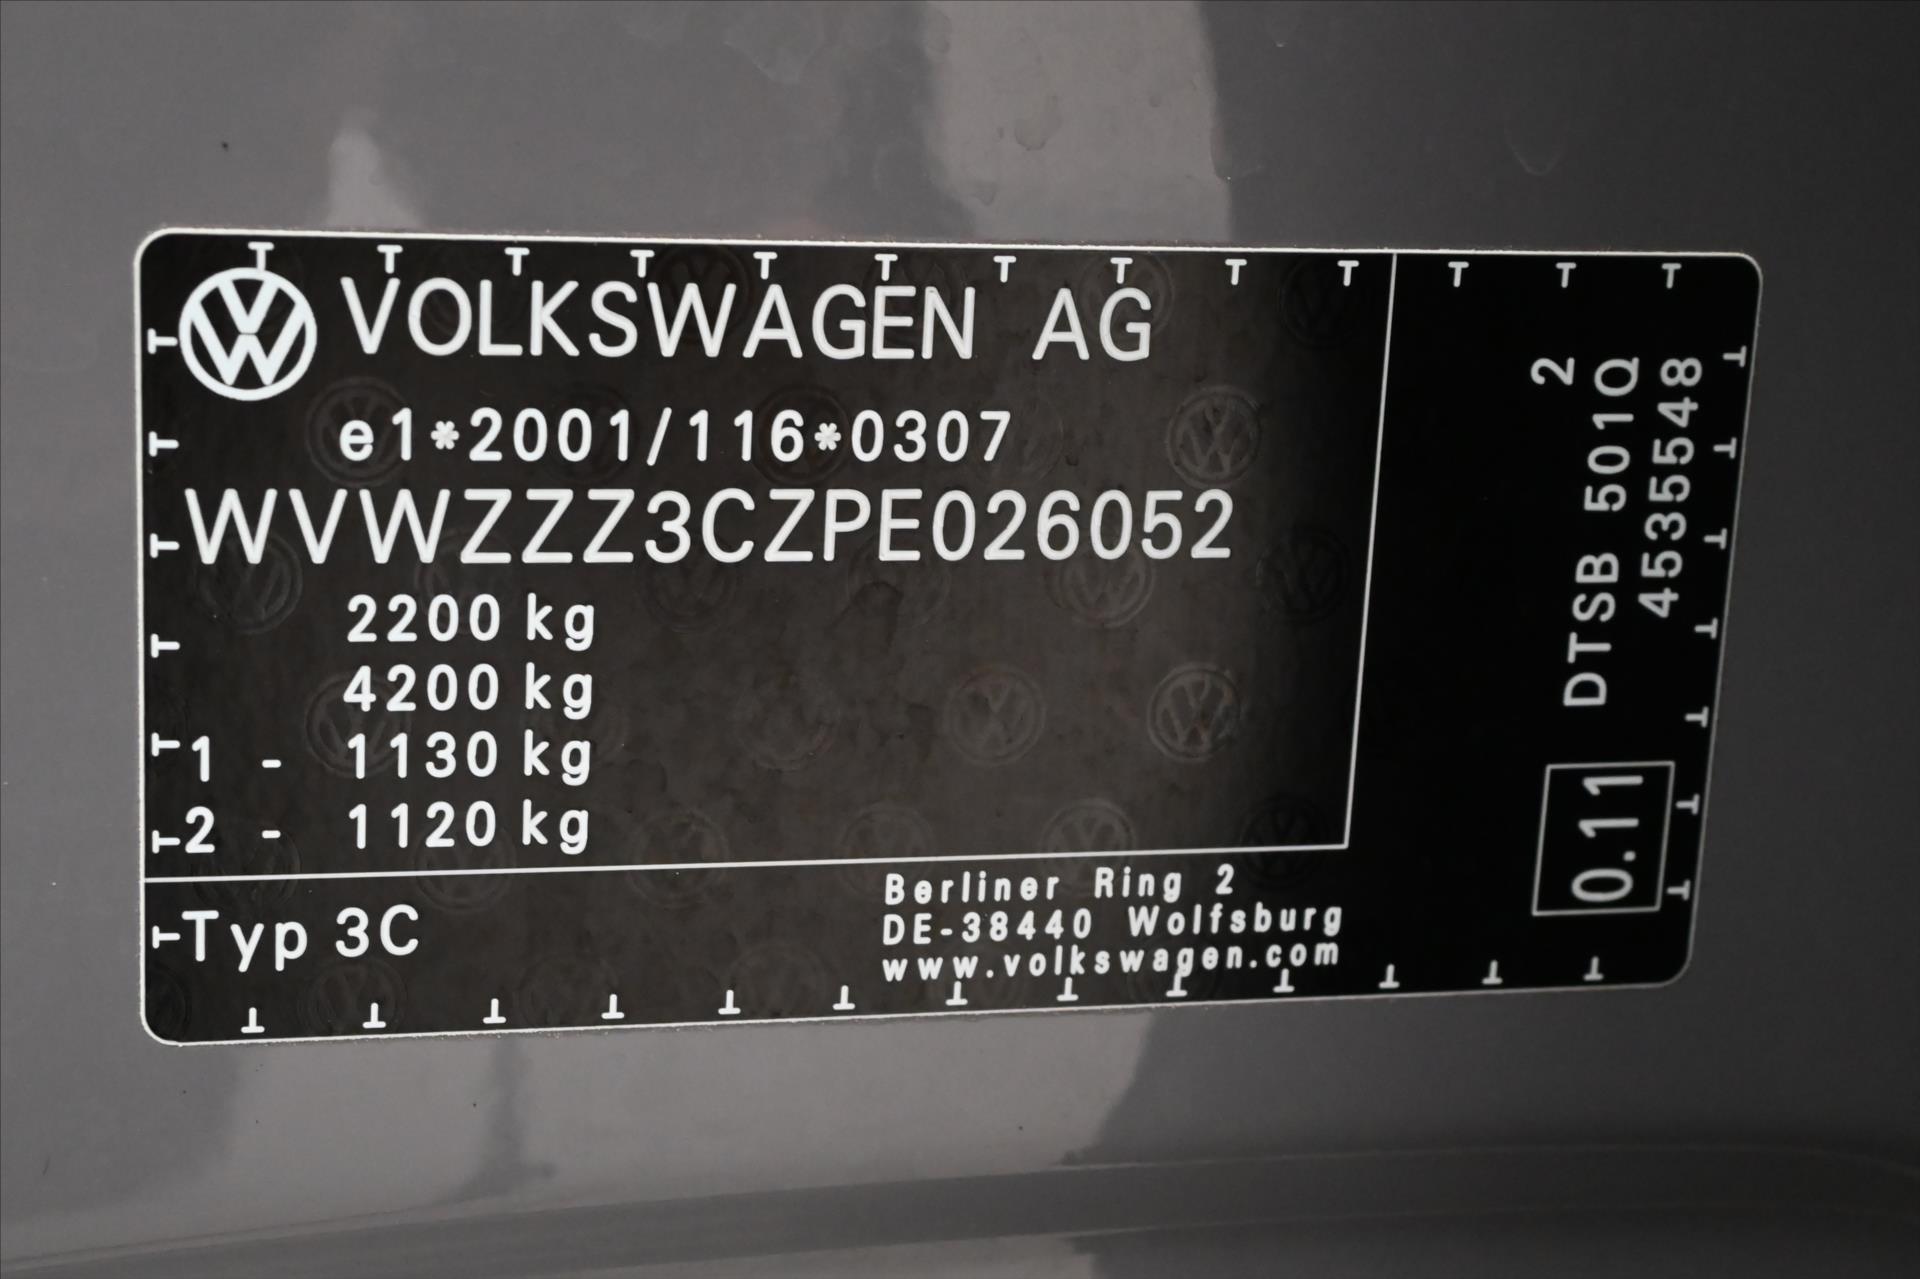 VOLKSWAGEN AG
e1*2001/116*0307
WVWZZZ3CZPE026052
2200 kg
4200 kg
1 - 1130 kg
2 - 1120 kg
Typ 3C
Berliner Ring 2
DE-38440 Wolfsburg
www.volkswagen.com
2
DTSB 501Q
4535548
0.11